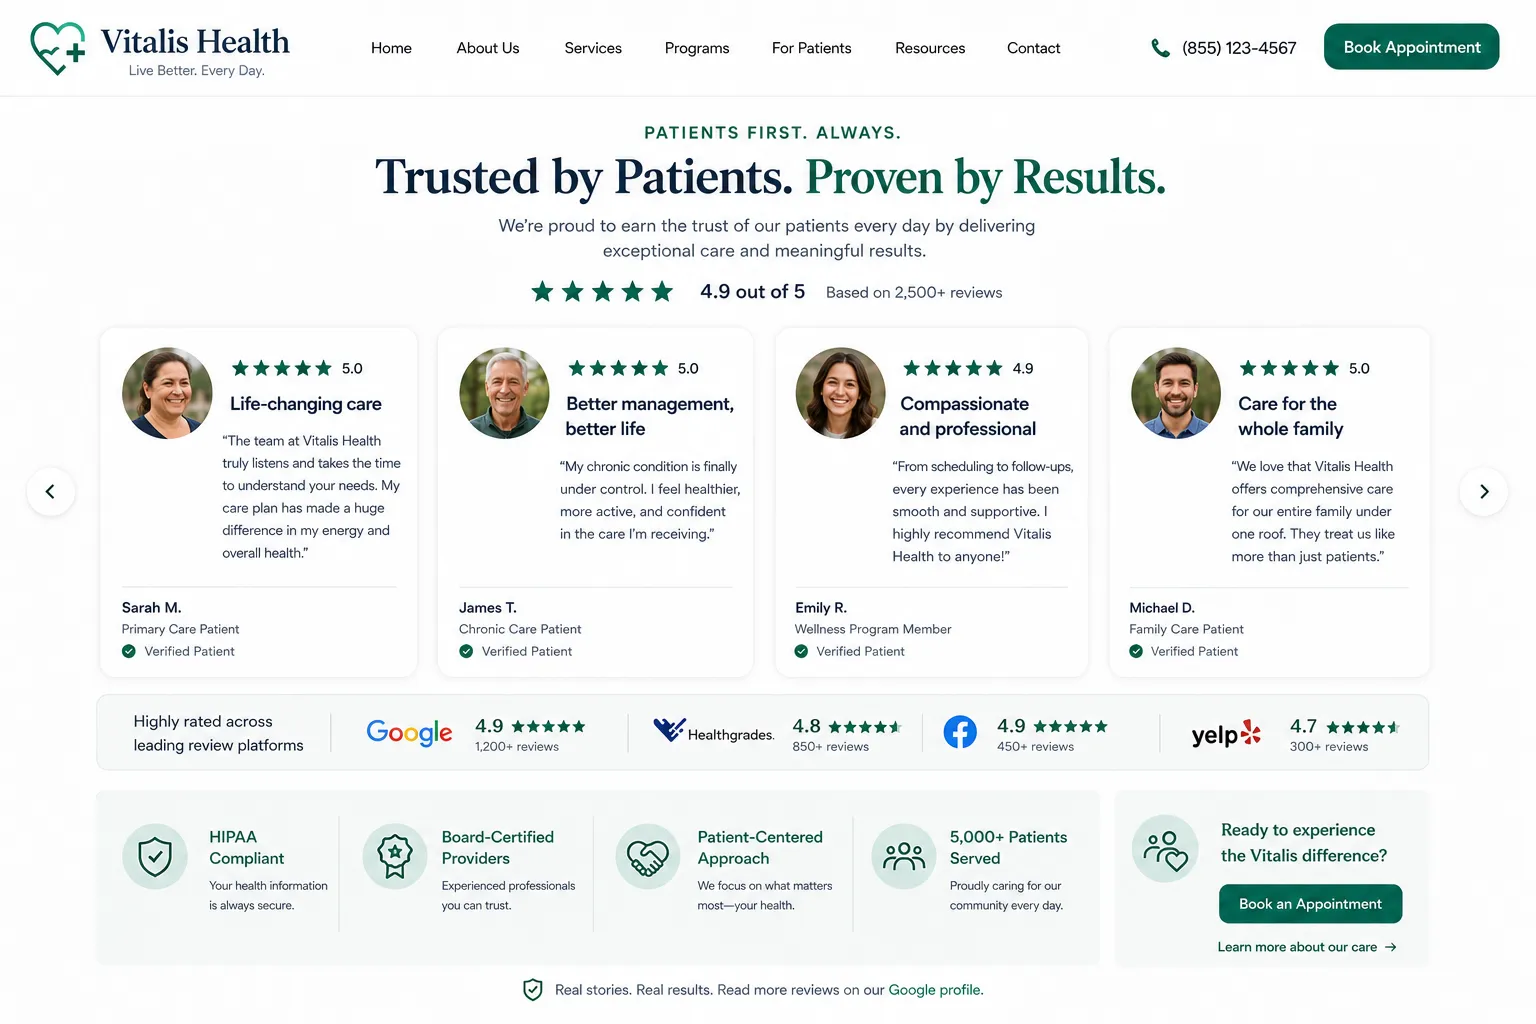 Vitalis Health
Live Better. Every Day.
Home
About Us
Services
Programs
For Patients
Resources
Contact
(855) 123-4567
Book Appointment
PATIENTS FIRST. ALWAYS.
Trusted by Patients. Proven by Results.
We're proud to earn the trust of our patients every day by delivering
exceptional care and meaningful results.
4.9 out of 5
Based on 2,500+ reviews
5.0
Life-changing care
“The team at Vitalis Health
truly listens and takes the time
to understand your needs. My
care plan has made a huge
difference in my energy and
overall health.”
Sarah M.
Primary Care Patient
Verified Patient
5.0
Better management,
better life
“My chronic condition is finally
under control. I feel healthier,
more active, and confident
in the care I'm receiving.”
James T.
Chronic Care Patient
Verified Patient
4.9
Compassionate
and professional
“From scheduling to follow-ups,
every experience has been
smooth and supportive. I
highly recommend Vitalis
Health to anyone!”
Emily R.
Wellness Program Member
Verified Patient
5.0
Care for the
whole family
“We love that Vitalis Health
offers comprehensive care
for our entire family under
one roof. They treat us like
more than just patients.”
Michael D.
Family Care Patient
Verified Patient
Highly rated across
leading review platforms
Google
4.9
1,200+ reviews
Healthgrades.
4.8
850+ reviews
4.9
450+ reviews
yelp
4.7
300+ reviews
HIPAA
Compliant
Your health information
is always secure.
Board-Certified
Providers
Experienced professionals
you can trust.
Patient-Centered
Approach
We focus on what matters
most—your health.
5,000+ Patients
Served
Proudly caring for our
community every day.
Ready to experience
the Vitalis difference?
Book an Appointment
Learn more about our care →
Real stories. Real results. Read more reviews on our Google profile.